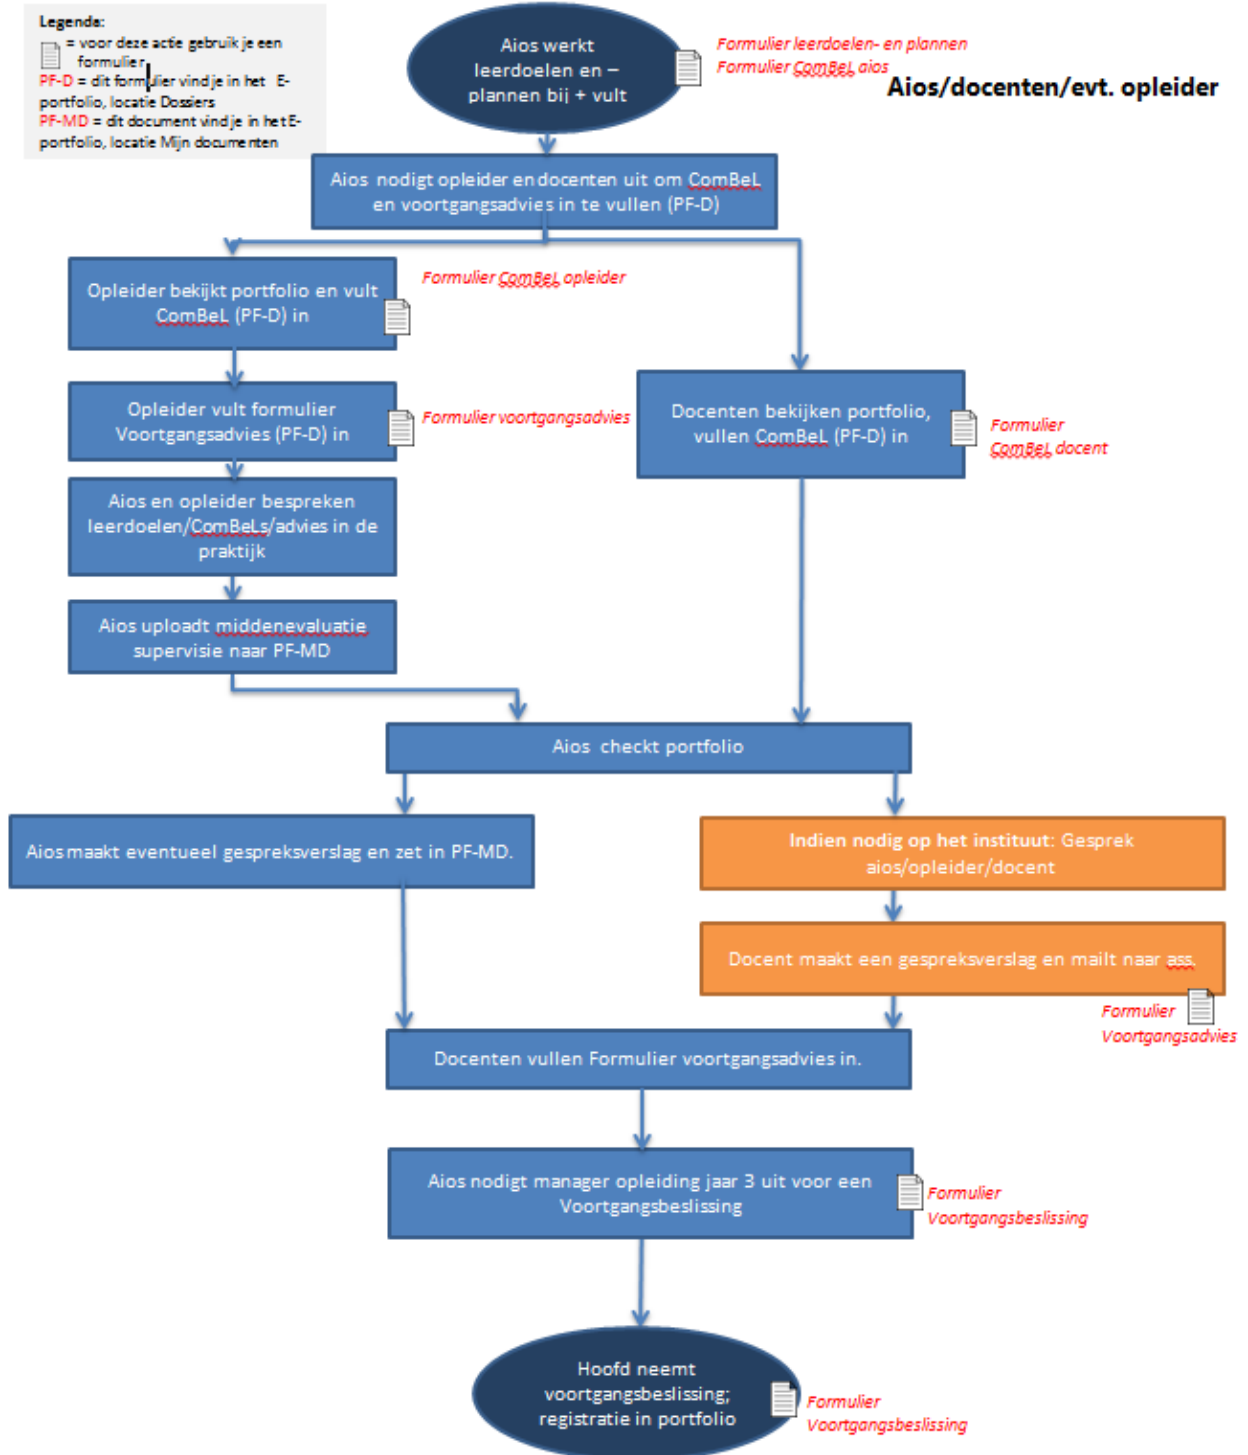 Legenda:
= voor deze actie gebruik je een
formulier
PF-D = dit formulier vind je in het E-
portfolio, locatie Dossiers
PF-MD = dit document vind je in het E-
portfolio, locatie Mijn documenten
Aios werkt
leerdoelen en –
plannen bij + vult
Formulier leerdoelen- en plannen
Formulier ComBeL aios
Aios/docenten/evt. opleider
Aios nodigt opleider en docenten uit om ComBeL
en voortgangsadvies in te vullen (PF-D)
Opleider bekijkt portfolio en vult
ComBeL (PF-D) in
Formulier ComBeL opleider
Opleider vult formulier
Voortgangsadvies (PF-D) in
Formulier voortgangsadvies
Docenten bekijken portfolio,
vullen ComBeL (PF-D) in
Formulier
ComBeL docent
Aios en opleider bespreken
leerdoelen/ComBeLs/advies in de
praktijk
Aios uploadt middenevaluatie
supervisie naar PF-MD
Aios checkt portfolio
Aios maakt eventueel gespreksverslag en zet in PF-MD.
Indien nodig op het instituut: Gesprek
aios/opleider/docent
Docent maakt een gespreksverslag en mailt naar ass.
Formulier
Voortgangsadvies
Docenten vullen Formulier voortgangsadvies in.
Aios nodigt manager opleiding jaar 3 uit voor een
Voortgangsbeslissing
Formulier
Voortgangsbeslissing
Hoofd neemt
voortgangsbeslissing;
registratie in portfolio
Formulier
Voortgangsbeslissing